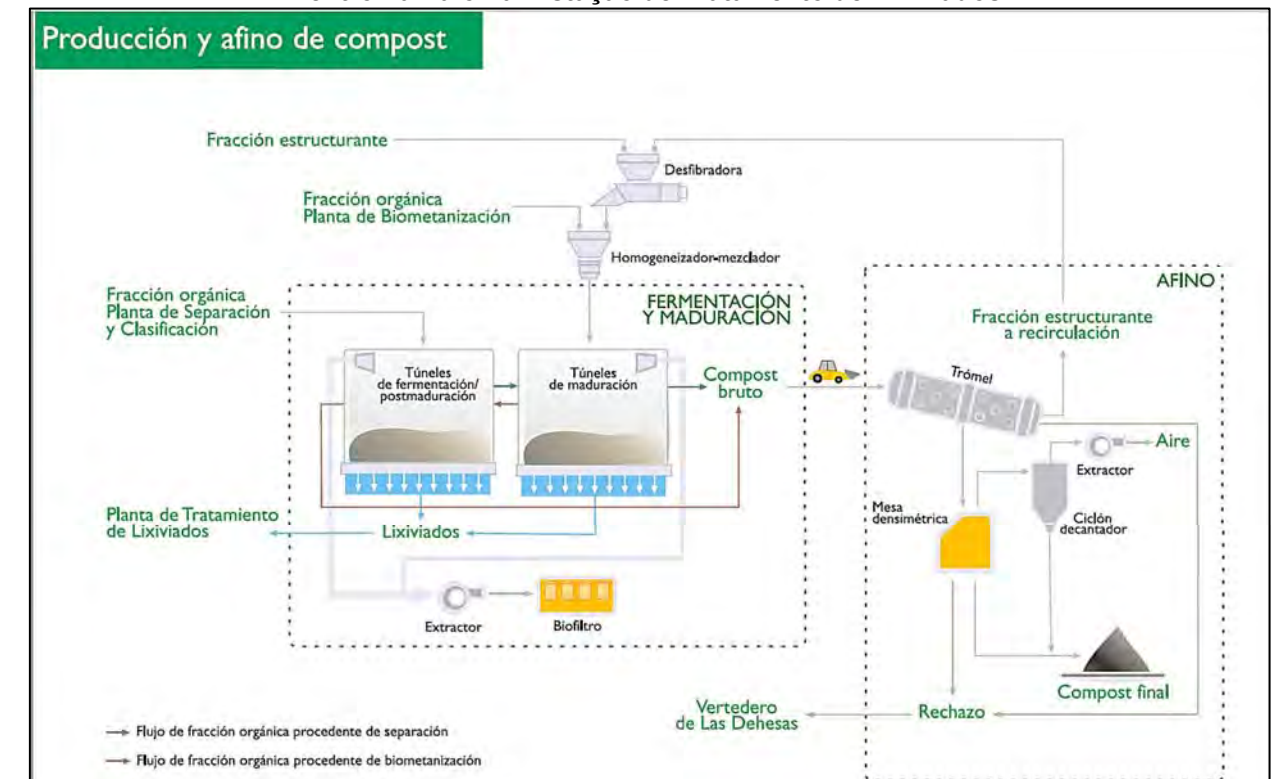 Producción y afino de compost
Fracción estructurante
Desfibradora
Fracción orgánica
Planta de Biometanización
Homogeneizador-mezclador
Fracción orgánica
Planta de Separación
y Clasificación
FERMENTACIÓN
Y MADURACIÓN
AFINO
Fracción estructurante
a recirculación
Túneles
de fermentación/
postmaduración
Túneles
de maduración
Compost
bruto
Trómel
Aire
Extractor
Mesa
densimétrica
Ciclón
decantador
Planta de Tratamiento
de Lixiviados
Lixiviados
Extractor
Biofiltro
Compost final
Vertedero
de Las Dehesas
Rechazo
Flujo de fracción orgánica procedente de separación
Flujo de fracción orgánica procedente de biometanización